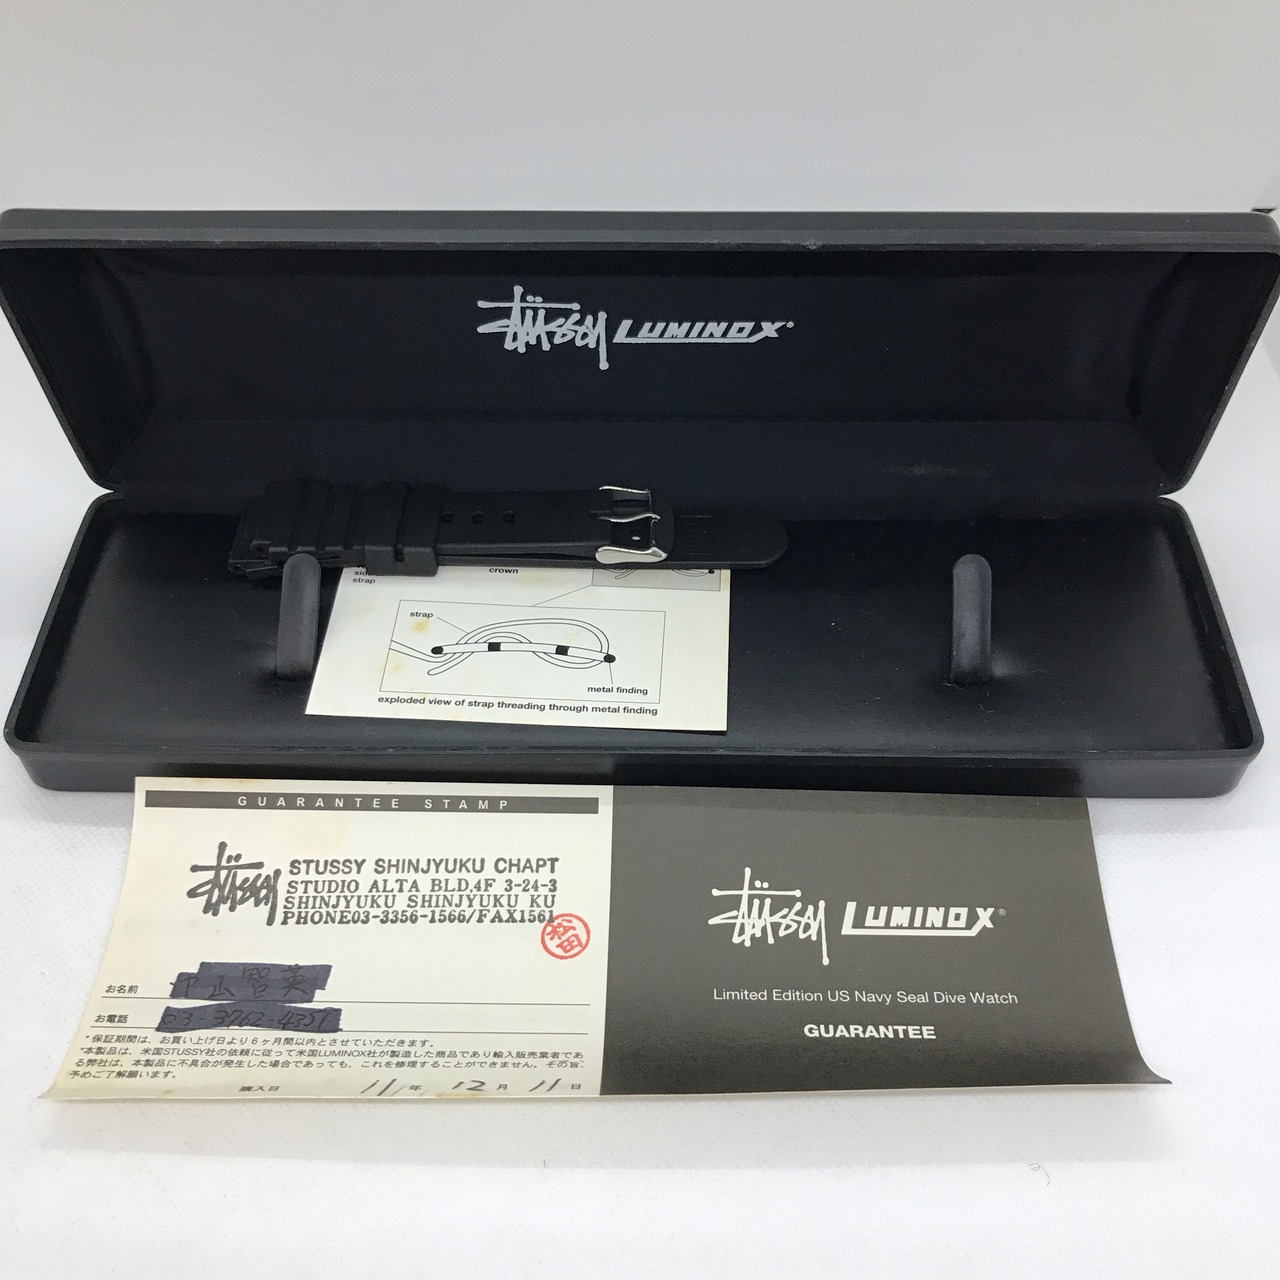 STÜSSY LUMINOX®
side
strap
crown
strap
metal finding
exploded view of strap threading through metal finding
GUARANTEE STAMP
STÜSSY
STUSSY SHINJYUKU CHAPT
STUDIO ALTA BLD,4F 3-24-3
SHINJYUKU SHINJYUKU KU
PHONE03-3356-1566/FAX1561
松田
お名前
お電話
*保証期間は、お買い上げ日より6ヶ月間以内とさせていただきます。
*本製品は、米国STUSSY社の依頼に従って米国LUMINOX社が製造した商品であり輸入販売業者であ
る弊社は、本製品に不具合が発生した場合であっても、これを修理することができません。その旨、
予めご了解願います。
購入日 11年 12月 11日
STÜSSY LUMINOX®
Limited Edition US Navy Seal Dive Watch
GUARANTEE